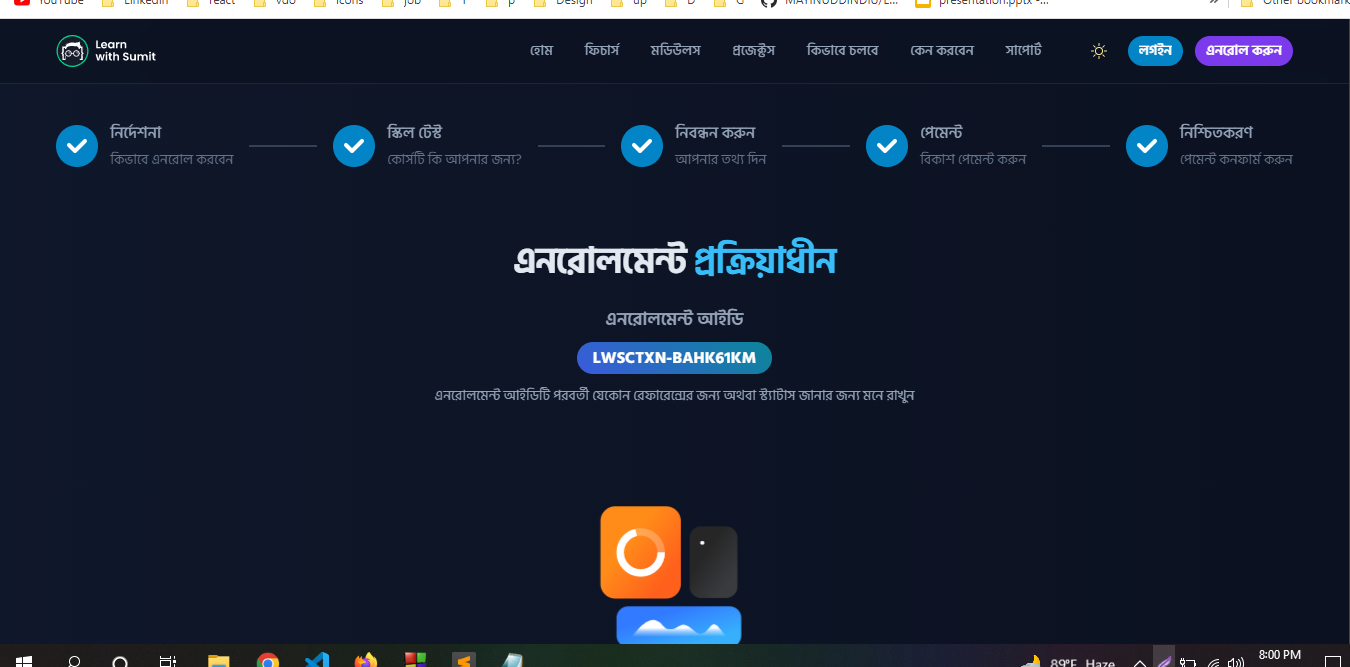 YouTube
Linkedin
react
vdo
icons
job
p
Design
up
D
G
MAYINUDDINDIO/L...
presentation.pptx -...
Other bookmark
Learn
with Sumit
হোম
ফিচার্স
মডিউলস
প্রজেক্টস
কিভাবে চলবে
কেন করবেন
সাপোর্ট
লগইন
এনরোল করুন
নির্দেশনা
কিভাবে এনরোল করবেন
স্কিল টেস্ট
কোর্সটি কি আপনার জন্য?
নিবন্ধন করুন
আপনার তথ্য দিন
পেমেন্ট
বিকাশ পেমেন্ট করুন
নিশ্চিতকরণ
পেমেন্ট কনফার্ম করুন
এনরোলমেন্ট প্রক্রিয়াধীন
এনরোলমেন্ট আইডি
LWSCTXN-BAHK61KM
এনরোলমেন্ট আইডিটি পরবর্তী যেকোন রেফারেন্সের জন্য অথবা স্ট্যাটাস জানার জন্য মনে রাখুন
89°F Haze
8:00 PM